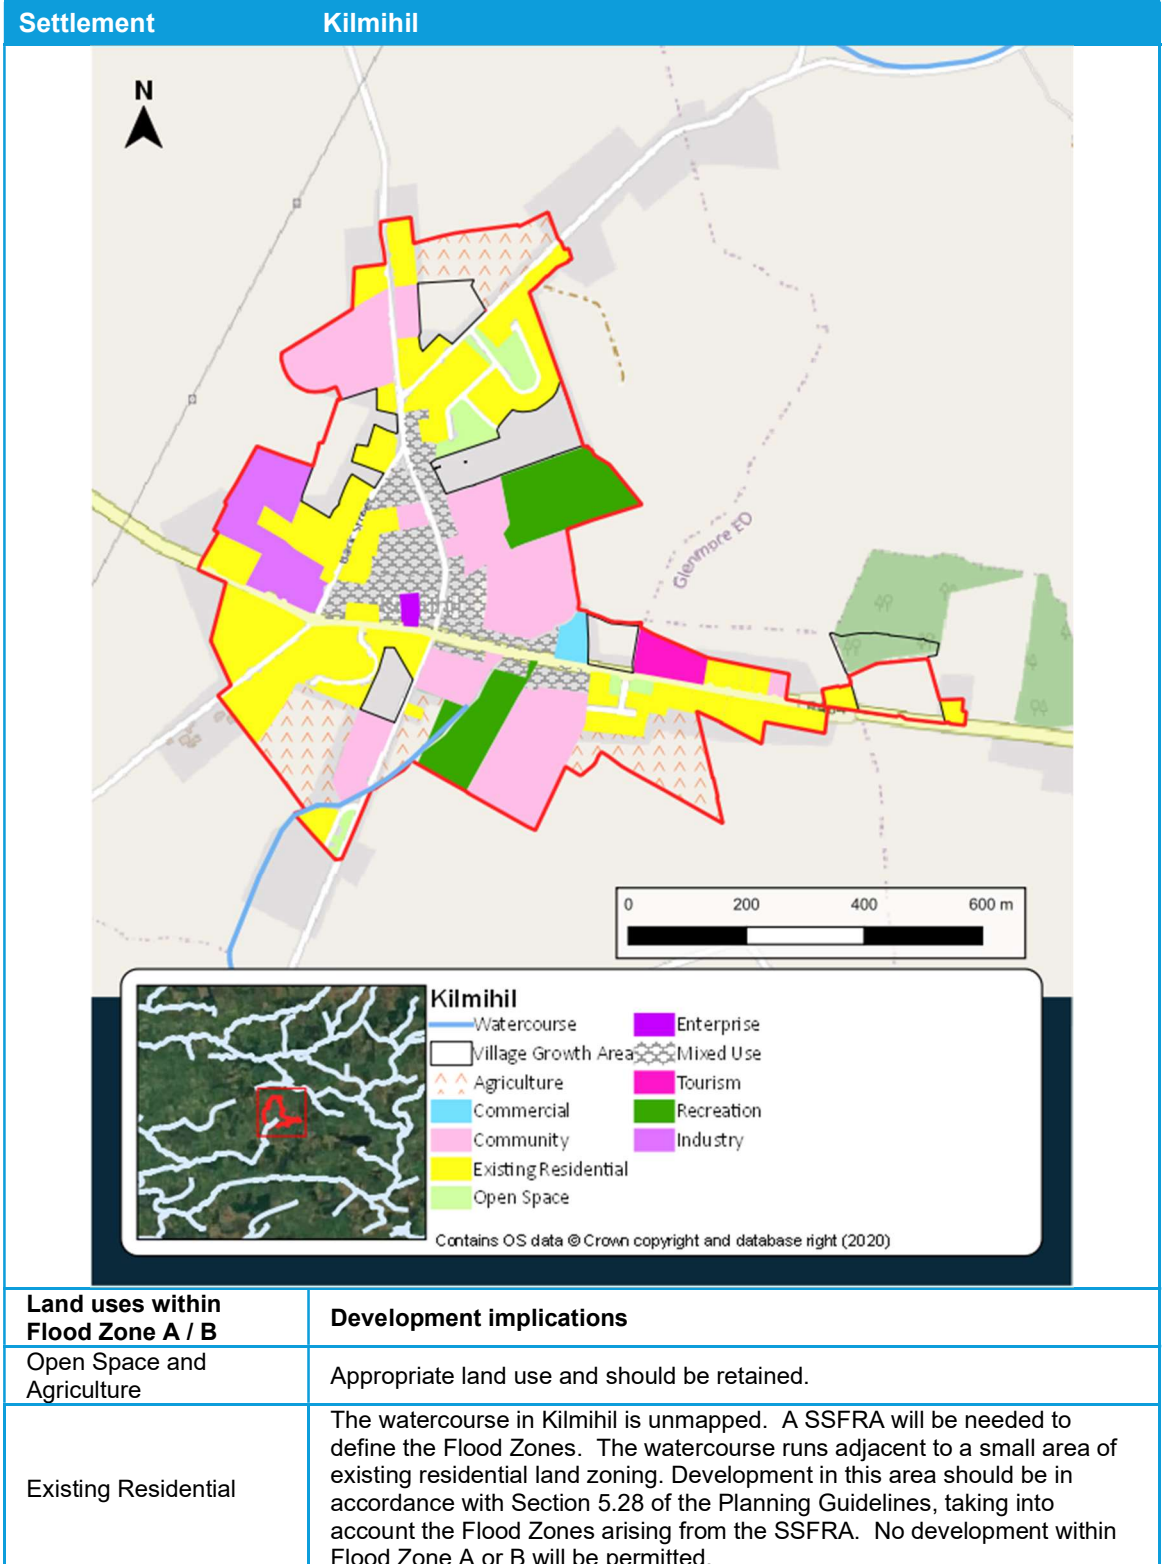 Settlement Kilmihil
N
Back Street
Glenmore ED
0 200 400 600 m
Kilmihil
Watercourse Enterprise
Village Growth Area Mixed Use
Agriculture Tourism
Commercial Recreation
Community Industry
Existing Residential
Open Space
Contains OS data © Crown copyright and database right (2020)
Land uses within
Flood Zone A / B
Development implications
Open Space and
Agriculture
Appropriate land use and should be retained.
Existing Residential
The watercourse in Kilmihil is unmapped. A SSFRA will be needed to
define the Flood Zones. The watercourse runs adjacent to a small area of
existing residential land zoning. Development in this area should be in
accordance with Section 5.28 of the Planning Guidelines, taking into
account the Flood Zones arising from the SSFRA. No development within
Flood Zone A or B will be permitted.